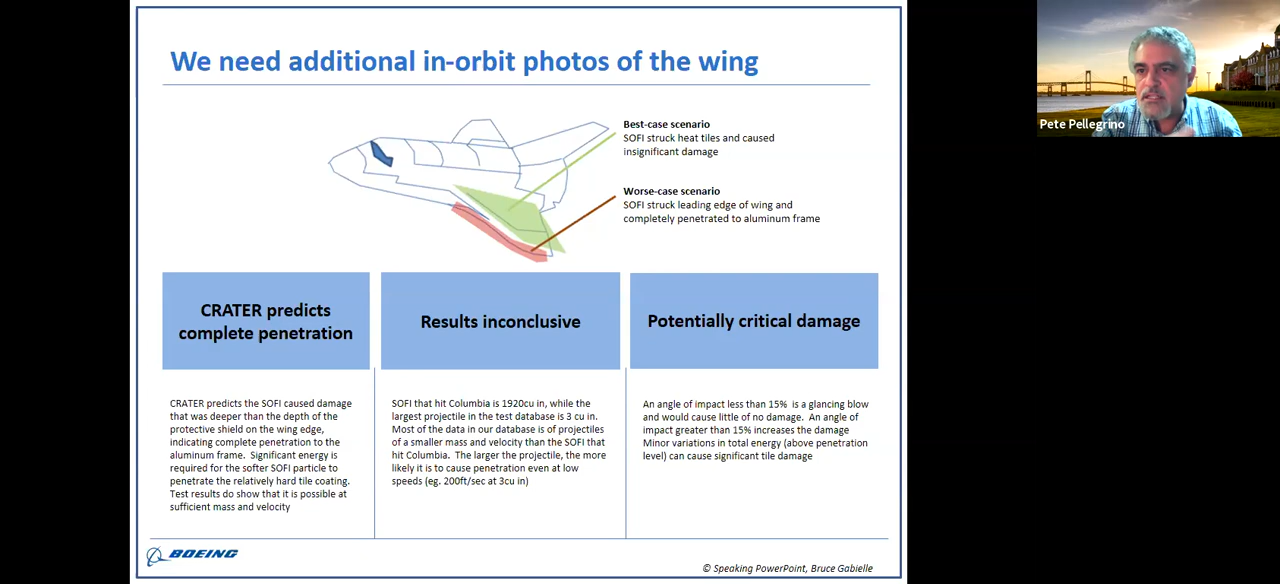 We need additional in-orbit photos of the wing
Best-case scenario
SOFI struck heat tiles and caused
insignificant damage
Worse-case scenario
SOFI struck leading edge of wing and
completely penetrated to aluminum frame
CRATER predicts
complete penetration
Results inconclusive
Potentially critical damage
CRATER predicts the SOFI caused damage
that was deeper than the depth of the
protective shield on the wing edge,
indicating complete penetration to the
aluminum frame. Significant energy is
required for the softer SOFI particle to
penetrate the relatively hard tile coating.
Test results do show that it is possible at
sufficient mass and velocity
SOFI that hit Columbia is 1920cu in, while the
largest projectile in the test database is 3 cu in.
Most of the data in our database is of projectiles
of a smaller mass and velocity than the SOFI that
hit Columbia. The larger the projectile, the more
likely it is to cause penetration even at low
speeds (eg. 200ft/sec at 3cu in)
An angle of impact less than 15% is a glancing blow
and would cause little of no damage. An angle of
impact greater than 15% increases the damage
Minor variations in total energy (above penetration
level) can cause significant tile damage
BOEING
© Speaking PowerPoint, Bruce Gabielle
Pete Pellegrino